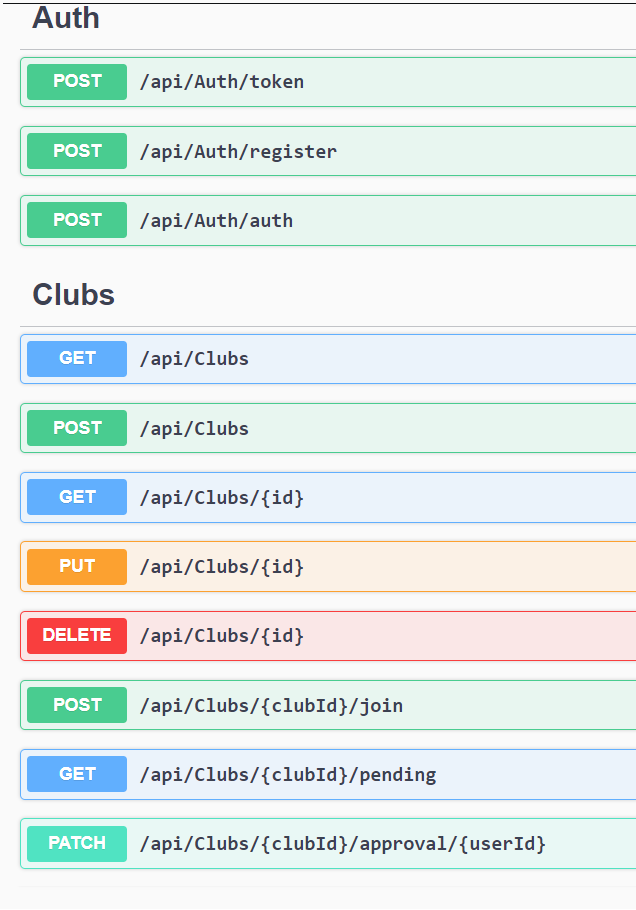 Auth
POST /api/Auth/token
POST /api/Auth/register
POST /api/Auth/auth
Clubs
GET /api/Clubs
POST /api/Clubs
GET /api/Clubs/{id}
PUT /api/Clubs/{id}
DELETE /api/Clubs/{id}
POST /api/Clubs/{clubId}/join
GET /api/Clubs/{clubId}/pending
PATCH /api/Clubs/{clubId}/approval/{userId}